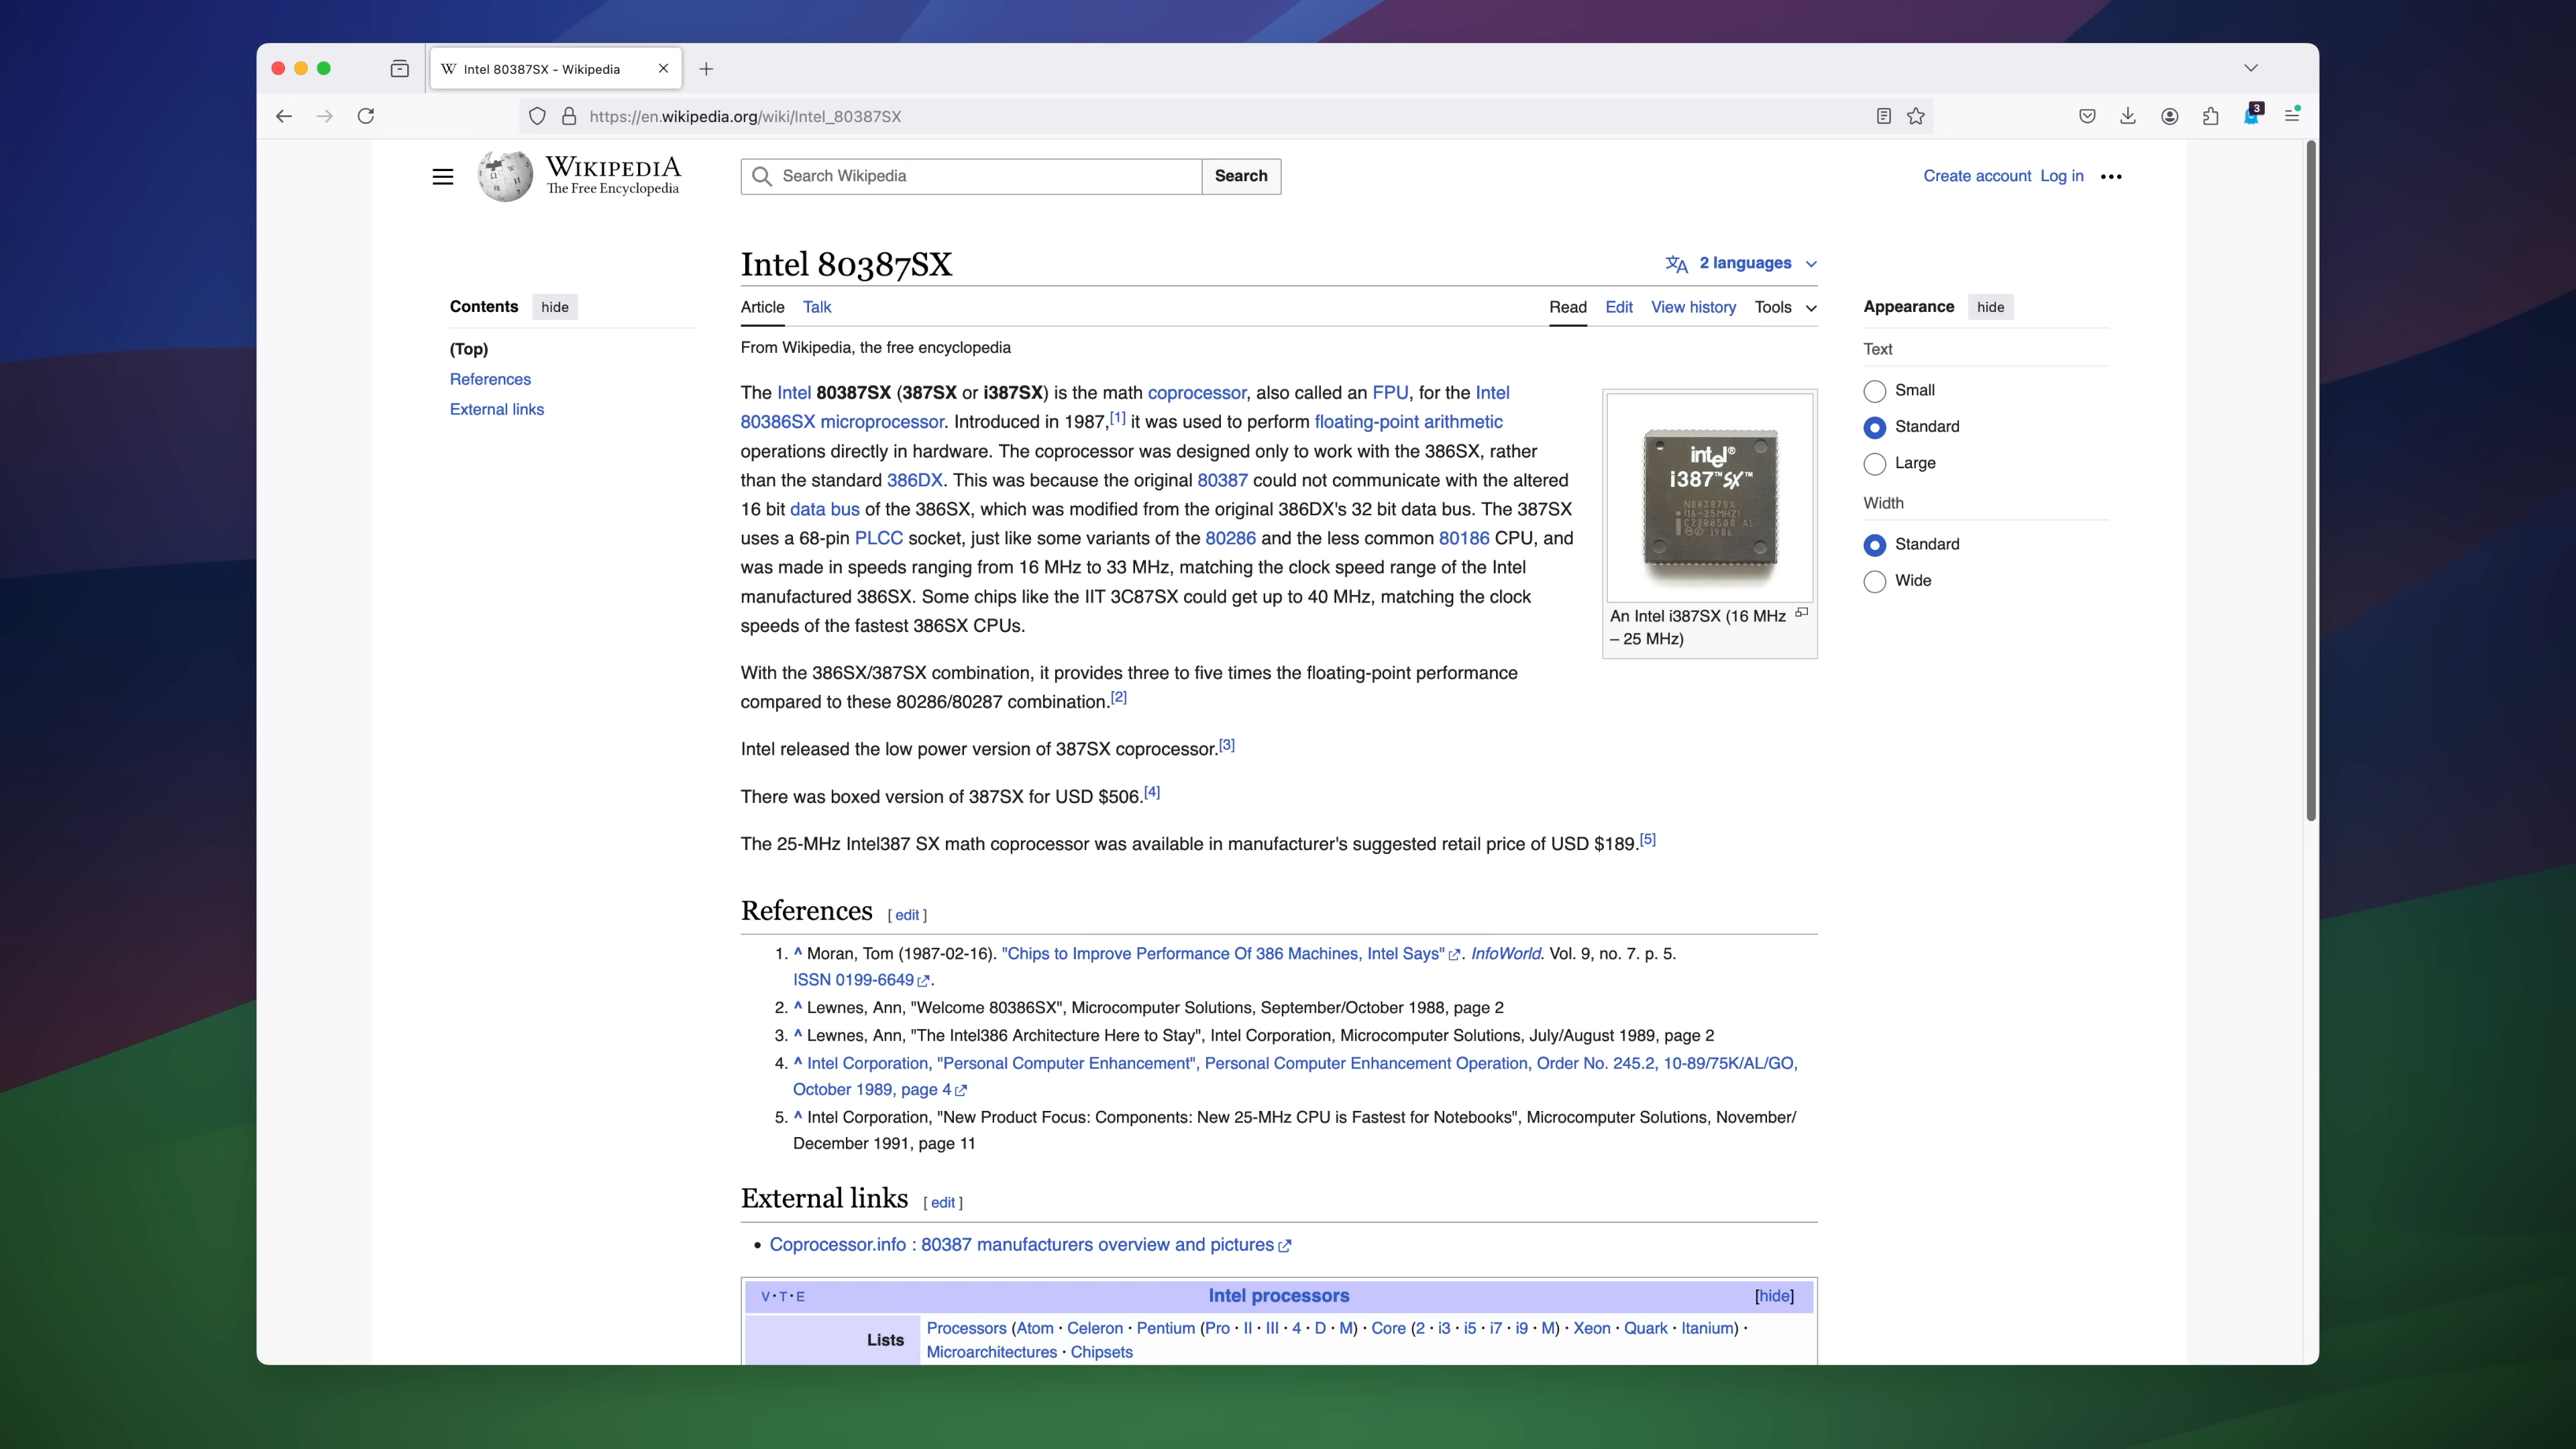 Intel 80387SX - Wikipedia
3
https://en.wikipedia.org/wiki/Intel_80387SX
WIKIPEDIA
The Free Encyclopedia
Search Wikipedia
Search
Create account Log in
Intel 80387SX
2 languages
Contents hide
(Top)
References
External links
Article Talk
Read Edit View history Tools
Appearance hide
Text
Small
Standard
Large
Width
Standard
Wide
From Wikipedia, the free encyclopedia
The Intel 80387SX (387SX or i387SX) is the math coprocessor, also called an FPU, for the Intel
80386SX microprocessor. Introduced in 1987,[1] it was used to perform floating-point arithmetic
operations directly in hardware. The coprocessor was designed only to work with the 386SX, rather
than the standard 386DX. This was because the original 80387 could not communicate with the altered
16 bit data bus of the 386SX, which was modified from the original 386DX's 32 bit data bus. The 387SX
uses a 68-pin PLCC socket, just like some variants of the 80286 and the less common 80186 CPU, and
was made in speeds ranging from 16 MHz to 33 MHz, matching the clock speed range of the Intel
manufactured 386SX. Some chips like the IIT 3C87SX could get up to 40 MHz, matching the clock
speeds of the fastest 386SX CPUs.
intel®
i387™SX™
N80387SX
(16-25MHZ)
C2200508 A1
Ⓜ© 1986
An Intel i387SX (16 MHz
– 25 MHz)
With the 386SX/387SX combination, it provides three to five times the floating-point performance
compared to these 80286/80287 combination.[2]
Intel released the low power version of 387SX coprocessor.[3]
There was boxed version of 387SX for USD $506.[4]
The 25-MHz Intel387 SX math coprocessor was available in manufacturer's suggested retail price of USD $189.[5]
References [ edit ]
1. ^ Moran, Tom (1987-02-16). "Chips to Improve Performance Of 386 Machines, Intel Says". InfoWorld. Vol. 9, no. 7. p. 5.
ISSN 0199-6649.
2. ^ Lewnes, Ann, "Welcome 80386SX", Microcomputer Solutions, September/October 1988, page 2
3. ^ Lewnes, Ann, "The Intel386 Architecture Here to Stay", Intel Corporation, Microcomputer Solutions, July/August 1989, page 2
4. ^ Intel Corporation, "Personal Computer Enhancement", Personal Computer Enhancement Operation, Order No. 245.2, 10-89/75K/AL/GO,
October 1989, page 4
5. ^ Intel Corporation, "New Product Focus: Components: New 25-MHz CPU is Fastest for Notebooks", Microcomputer Solutions, November/
December 1991, page 11
External links [ edit ]
• Coprocessor.info : 80387 manufacturers overview and pictures
V·T·E
Intel processors
[hide]
Lists
Processors (Atom · Celeron · Pentium (Pro · II · III · 4 · D · M) · Core (2 · i3 · i5 · i7 · i9 · M) · Xeon · Quark · Itanium) ·
Microarchitectures · Chipsets